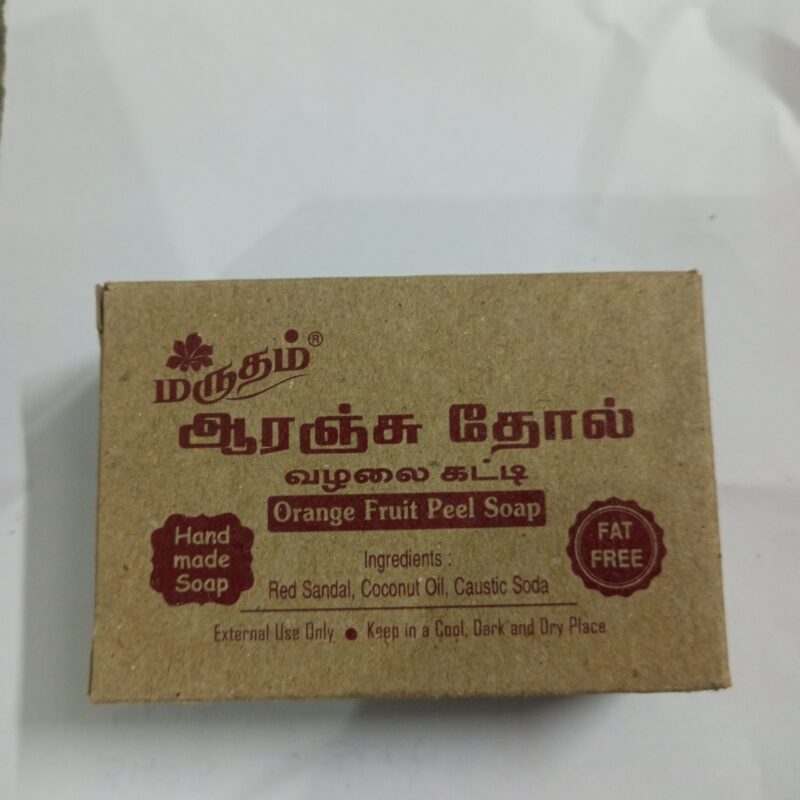 மருதம்®
ஆரஞ்சு தோல்
வழலை கட்டி
Orange Fruit Peel Soap
Hand
made
Soap
Ingredients :
Red Sandal, Coconut Oil, Caustic Soda
FAT
FREE
External Use Only ● Keep in a Cool, Dark and Dry Place